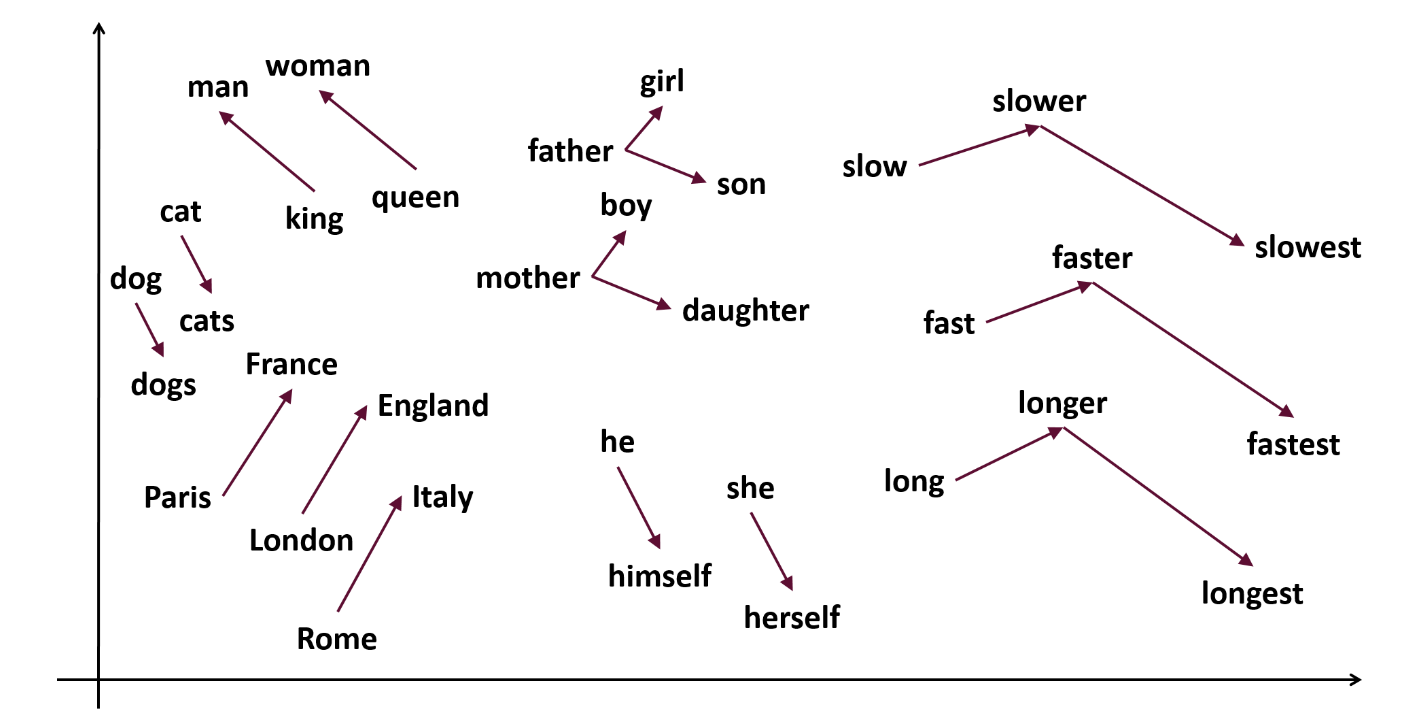 woman
man
king
queen
cat
cats
dog
dogs
France
Paris
England
London
Italy
Rome
girl
father
son
boy
mother
daughter
he
himself
she
herself
slower
slow
slowest
faster
fast
fastest
longer
long
longest